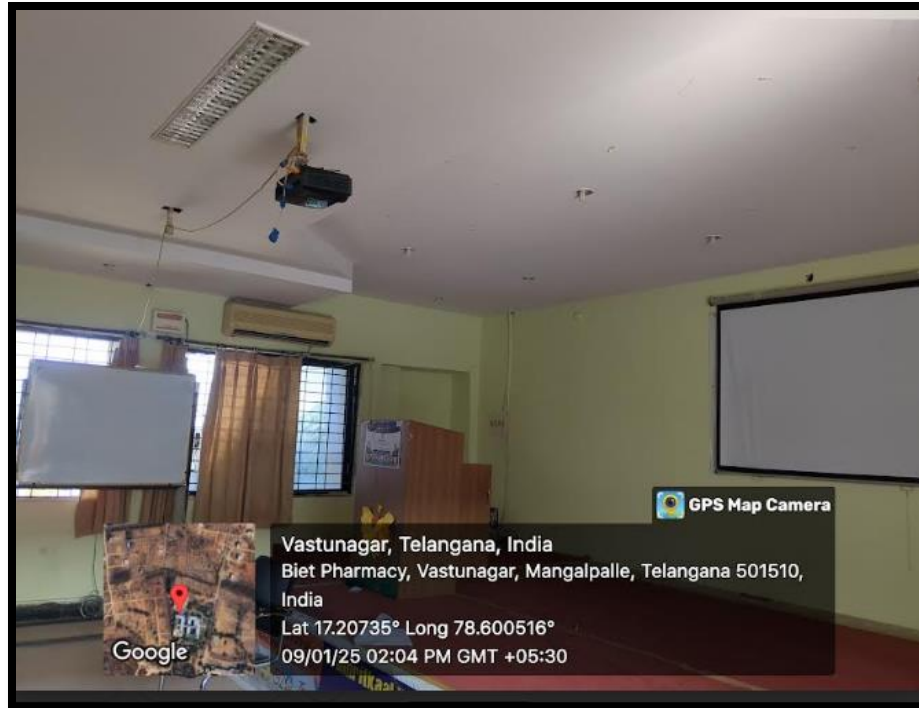 GPS Map Camera
Vastunagar, Telangana, India
Biet Pharmacy, Vastunagar, Mangalpalle, Telangana 501510,
India
Lat 17.20735° Long 78.600516°
09/01/25 02:04 PM GMT +05:30
Google